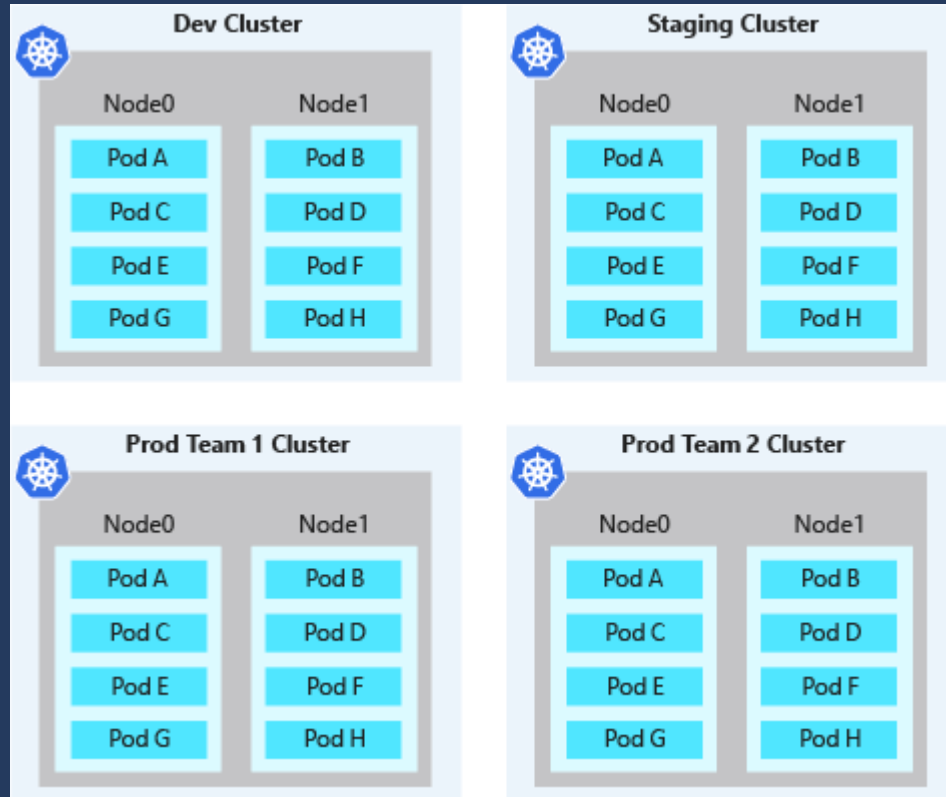 Dev Cluster
Node0
Node1
Pod A
Pod B
Pod C
Pod D
Pod E
Pod F
Pod G
Pod H
Staging Cluster
Node0
Node1
Pod A
Pod B
Pod C
Pod D
Pod E
Pod F
Pod G
Pod H
Prod Team 1 Cluster
Node0
Node1
Pod A
Pod B
Pod C
Pod D
Pod E
Pod F
Pod G
Pod H
Prod Team 2 Cluster
Node0
Node1
Pod A
Pod B
Pod C
Pod D
Pod E
Pod F
Pod G
Pod H